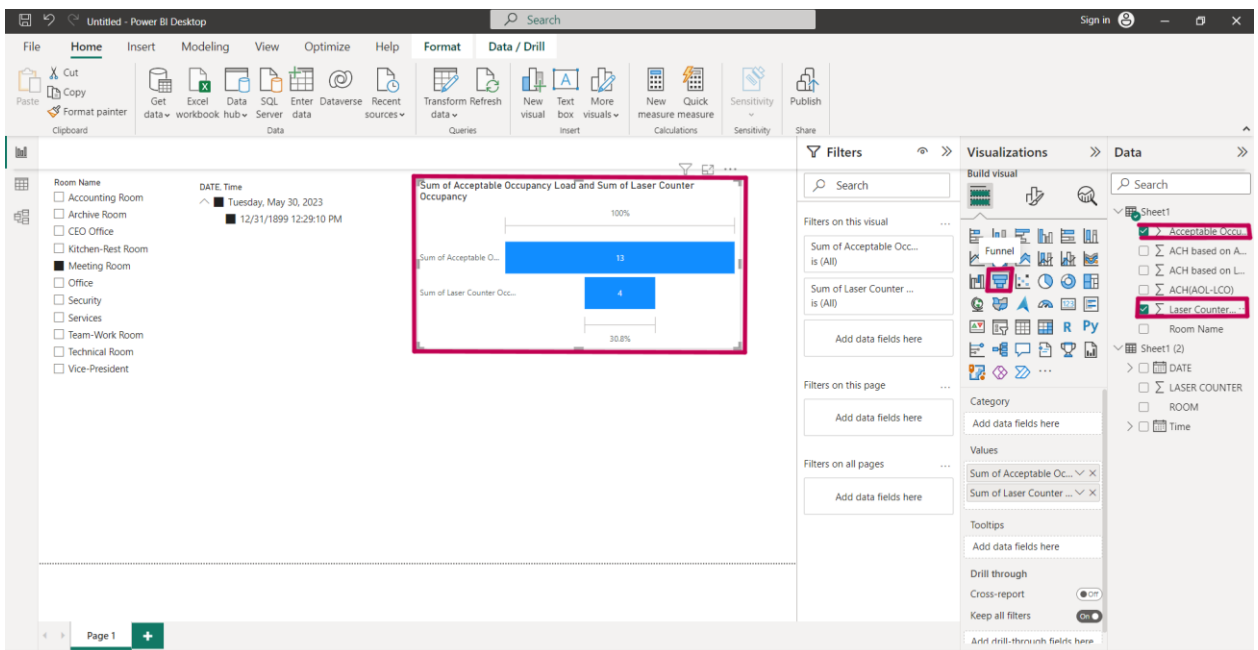 Untitled - Power BI Desktop
Search
Sign in
File Home Insert Modeling View Optimize Help Format Data / Drill
Paste
Cut
Copy
Format painter
Get data
Excel workbook
Data hub
SQL Server
Enter data
Dataverse
Recent sources
Transform data
Refresh
New visual
Text box
More visuals
New measure
Quick measure
Sensitivity
Publish
Clipboard
Data
Queries
Insert
Calculations
Sensitivity
Share
Room Name
Accounting Room
Archive Room
CEO Office
Kitchen-Rest Room
Meeting Room
Office
Security
Services
Team-Work Room
Technical Room
Vice-President
DATE, Time
Tuesday, May 30, 2023
12/31/1899 12:29:10 PM
Sum of Acceptable Occupancy Load and Sum of Laser Counter
Occupancy
100%
Sum of Acceptable O...
13
Sum of Laser Counter Occ...
4
30.8%
Filters
Search
Filters on this visual ...
Sum of Acceptable Occ...
is (All)
Sum of Laser Counter ...
is (All)
Add data fields here
Filters on this page ...
Add data fields here
Filters on all pages ...
Add data fields here
Visualizations
Build visual
Funnel
123
R Py
...
Category
Add data fields here
Values
Sum of Acceptable Oc...
Sum of Laser Counter ...
Tooltips
Add data fields here
Drill through
Cross-report
Off
Keep all filters
On
Add drill-through fields here
Data
Search
Sheet1
Acceptable Occu...
ACH based on A...
ACH based on L...
ACH(AOL-LCO)
Laser Counter...
Room Name
Sheet1 (2)
DATE
LASER COUNTER
ROOM
Time
Page 1